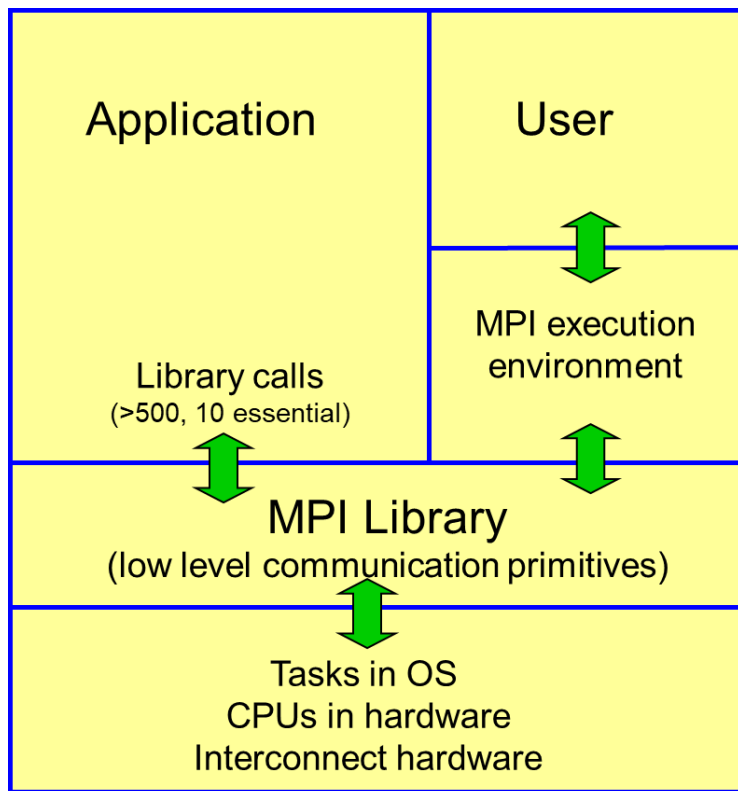 Application
User
MPI execution
environment
Library calls
(>500, 10 essential)
MPI Library
(low level communication primitives)
Tasks in OS
CPUs in hardware
Interconnect hardware